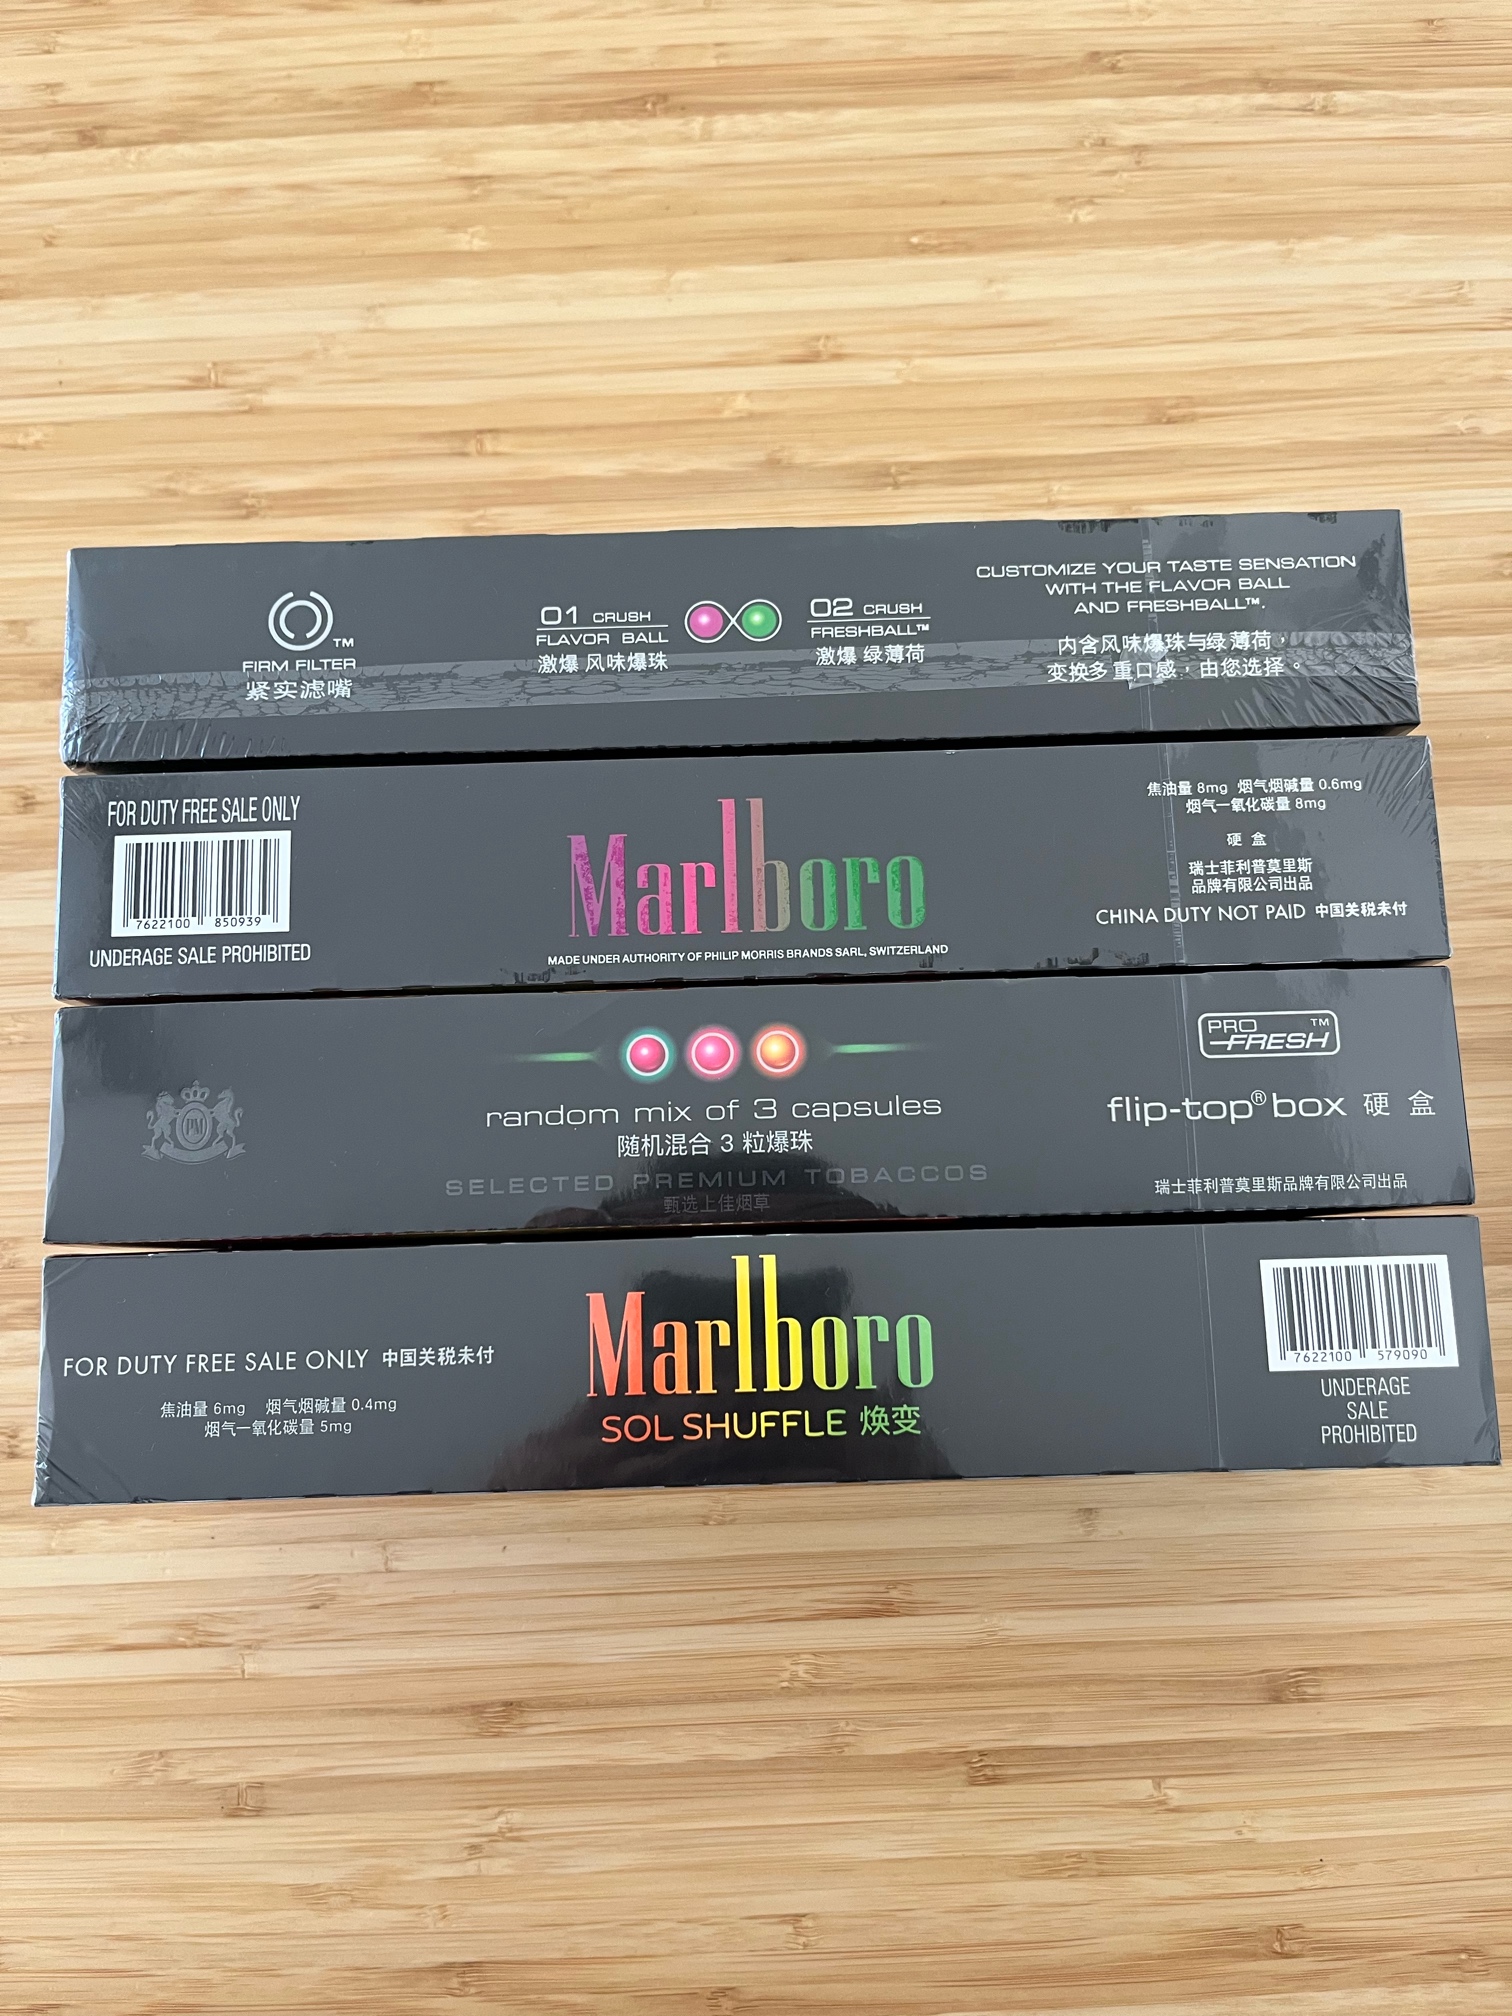 TM
FIRM FILTER
紧实滤嘴
01 CRUSH
FLAVOR BALL
激爆 风味爆珠
02 CRUSH
FRESHBALL™
激爆 绿薄荷
CUSTOMIZE YOUR TASTE SENSATION
WITH THE FLAVOR BALL
AND FRESHBALL™.
内含风味爆珠与绿薄荷，
变换多重口感，由您选择。
FOR DUTY FREE SALE ONLY
7622100 850939
UNDERAGE SALE PROHIBITED
Marlboro
MADE UNDER AUTHORITY OF PHILIP MORRIS BRANDS SARL, SWITZERLAND
焦油量 8mg 烟气烟碱量 0.6mg
烟气一氧化碳量 8mg
硬 盒
瑞士菲利普莫里斯
品牌有限公司出品
CHINA DUTY NOT PAID 中国关税未付
PM
random mix of 3 capsules
随机混合 3 粒爆珠
SELECTED PREMIUM TOBACCOS
甄选上佳烟草
PRO ™
FRESH
flip-top® box 硬 盒
瑞士菲利普莫里斯品牌有限公司出品
FOR DUTY FREE SALE ONLY 中国关税未付
焦油量 6mg 烟气烟碱量 0.4mg
烟气一氧化碳量 5mg
Marlboro
SOL SHUFFLE 焕变
7622100 579090
UNDERAGE
SALE
PROHIBITED